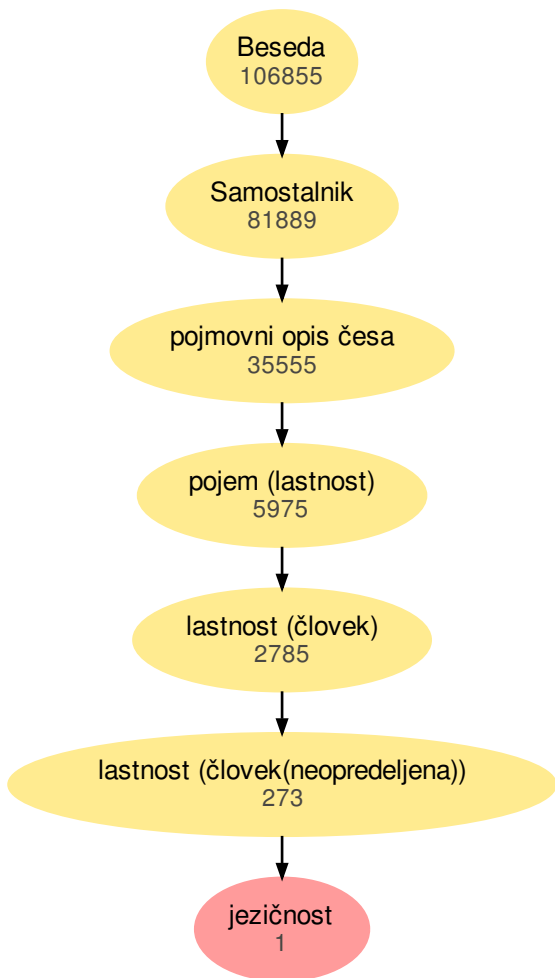 Beseda
106855
Samostalnik
81889
pojmovni opis česa
35555
pojem (lastnost)
5975
lastnost (človek)
2785
lastnost (človek(neopredeljena))
273
jezičnost
1